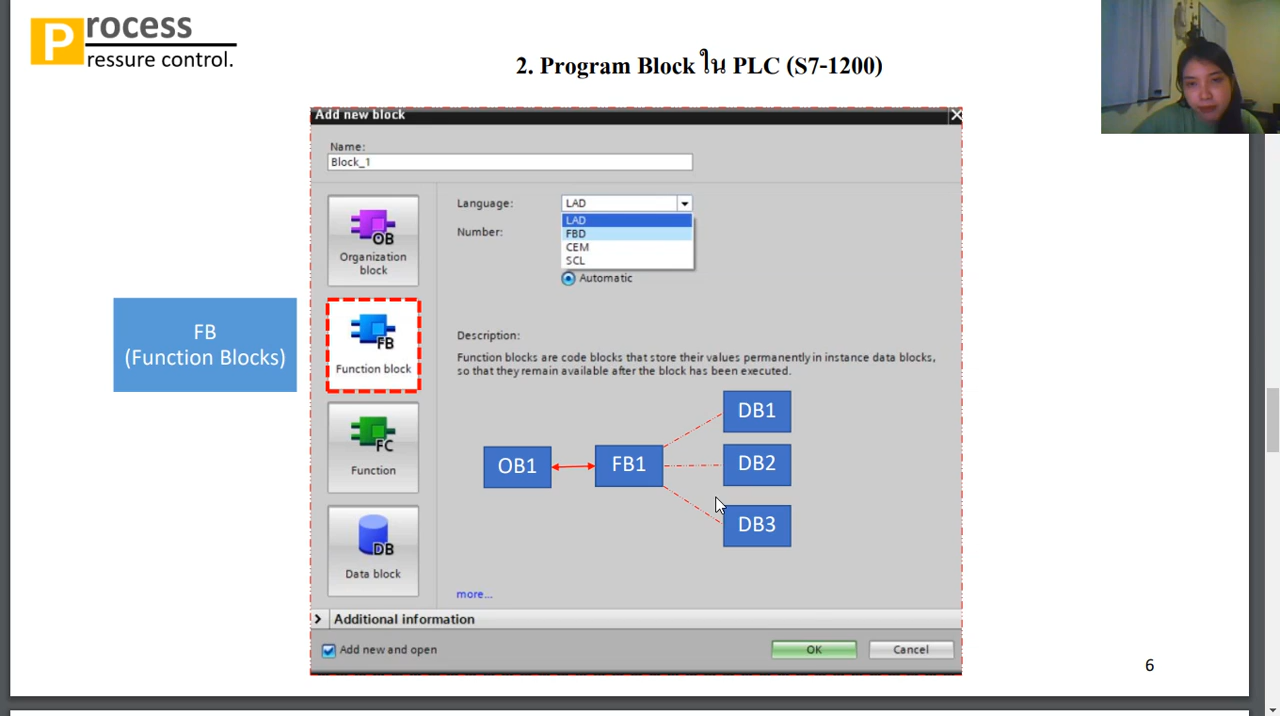 Process
Pressure control.
2. Program Block ใน PLC (S7-1200)
Add new block
Name:
Block_1
Language:
LAD
LAD
FBD
CEM
SCL
Number:
Automatic
OB
Organization
block
FB
Function block
FC
Function
DB
Data block
FB
(Function Blocks)
Description:
Function blocks are code blocks that store their values permanently in instance data blocks,
so that they remain available after the block has been executed.
OB1
FB1
DB1
DB2
DB3
more...
Additional information
Add new and open
OK
Cancel
6